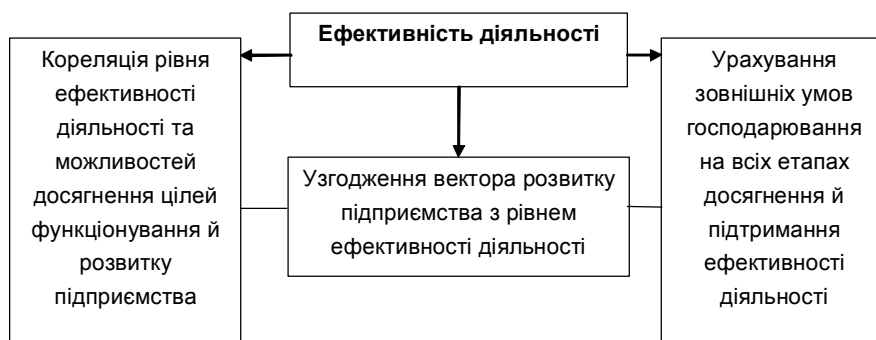 Ефективність діяльності
Кореляція рівня
ефективності
діяльності та
можливостей
досягнення цілей
функціонування й
розвитку
підприємства
Узгодження вектора розвитку
підприємства з рівнем
ефективності діяльності
Урахування
зовнішніх умов
господарювання
на всіх етапах
досягнення й
підтримання
ефективності
діяльності